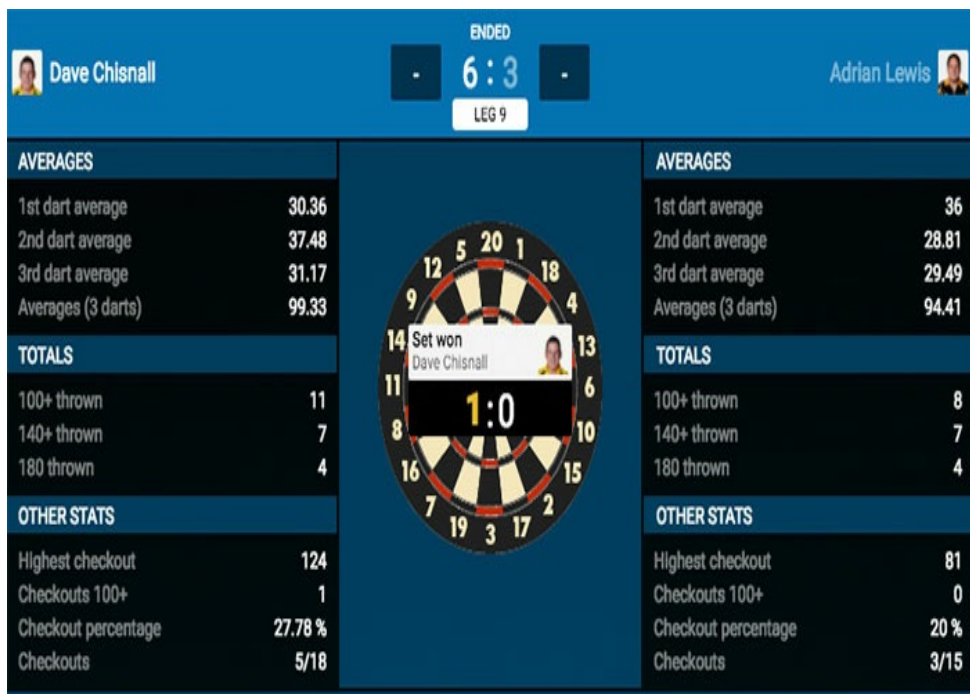 ENDED
Dave Chisnall
- 6 : 3 -
Adrian Lewis
LEG 9
AVERAGES
1st dart average 30.36
2nd dart average 37.48
3rd dart average 31.17
Averages (3 darts) 99.33
TOTALS
100+ thrown 11
140+ thrown 7
180 thrown 4
OTHER STATS
Highest checkout 124
Checkouts 100+ 1
Checkout percentage 27.78 %
Checkouts 5/18
20
1
18
4
13
6
10
15
2
17
3
19
7
16
8
11
14
9
12
5
Set won
Dave Chisnall
1:0
AVERAGES
1st dart average 36
2nd dart average 28.81
3rd dart average 29.49
Averages (3 darts) 94.41
TOTALS
100+ thrown 8
140+ thrown 7
180 thrown 4
OTHER STATS
Highest checkout 81
Checkouts 100+ 0
Checkout percentage 20 %
Checkouts 3/15